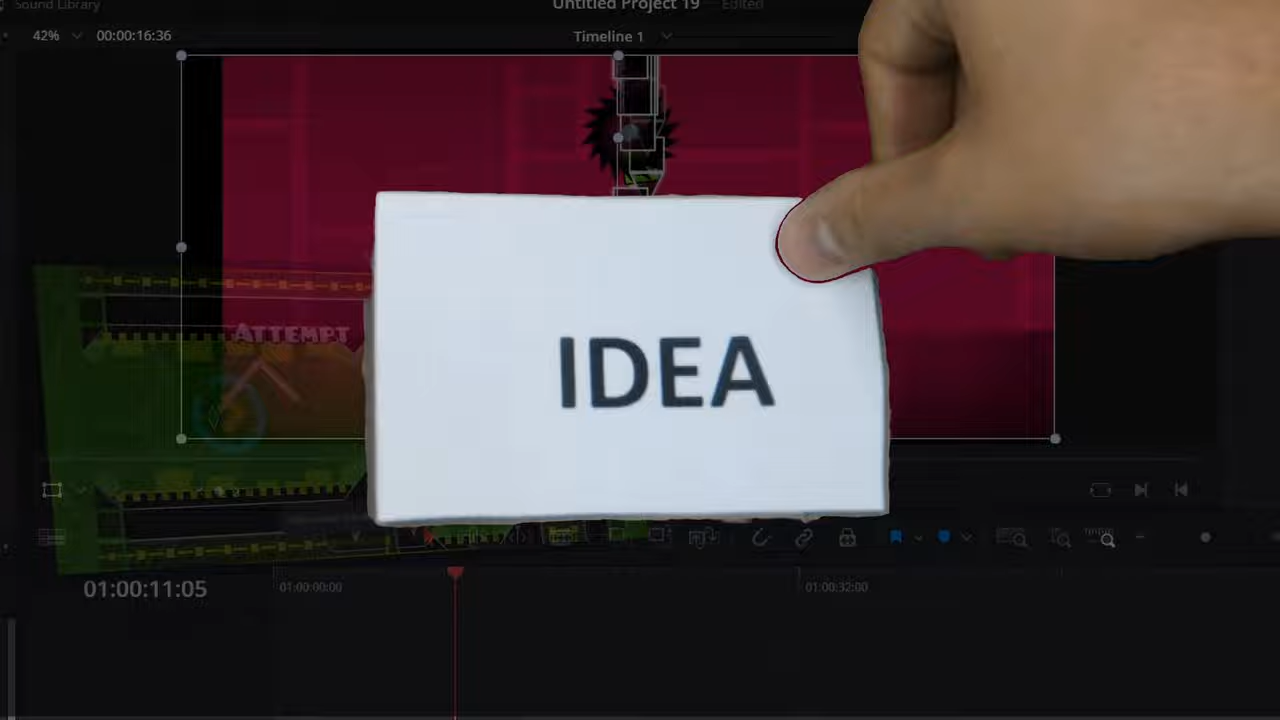 Sound Library
Untitled Project 19 Edited
42% 00:00:16:36
Timeline 1
ATTEMPT
IDEA
01:00:11:05
01:00:00:00
01:00:32:00